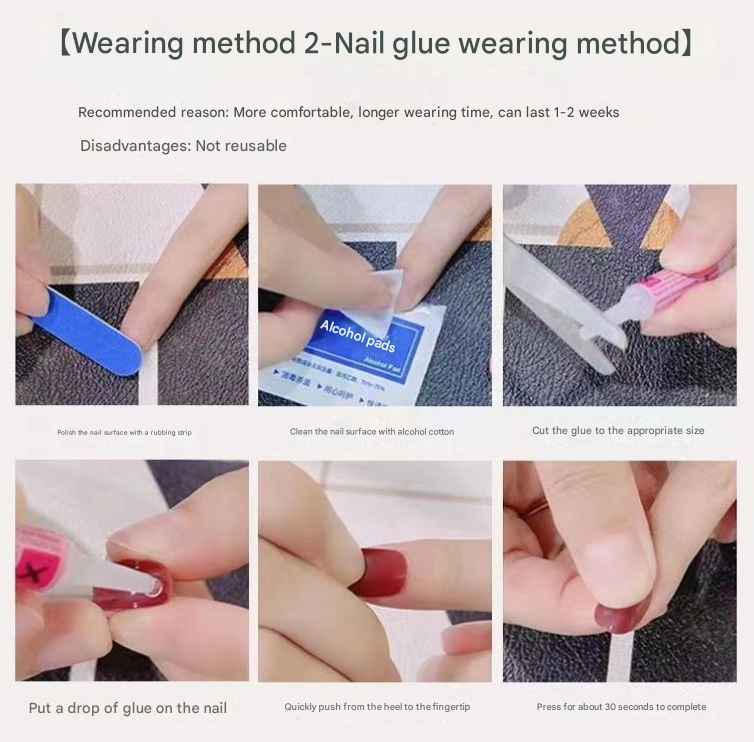 【Wearing method 2-Nail glue wearing method】
Recommended reason: More comfortable, longer wearing time, can last 1-2 weeks
Disadvantages: Not reusable
Alcohol pads
Alcohol Pad
Polish the nail surface with a rubbing strip
Clean the nail surface with alcohol cotton
Cut the glue to the appropriate size
Put a drop of glue on the nail
Quickly push from the heel to the fingertip
Press for about 30 seconds to complete